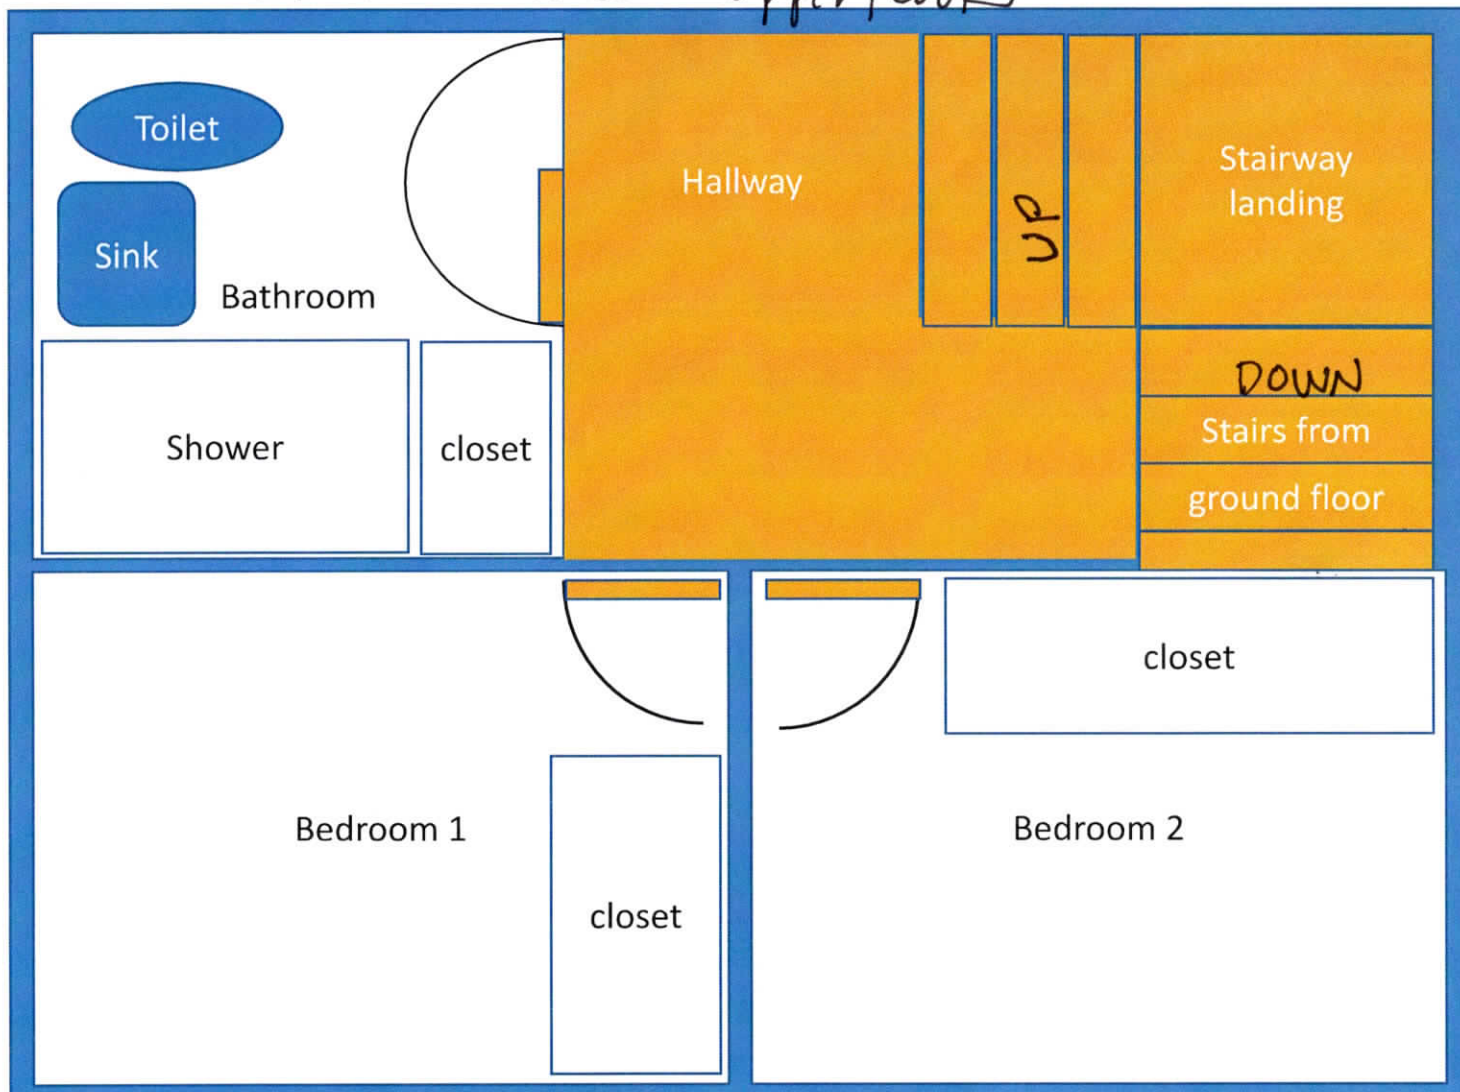 Toilet
Sink
Bathroom
Shower
closet
Hallway
UP
Stairway
landing
DOWN
Stairs from
ground floor
Bedroom 1
closet
closet
Bedroom 2